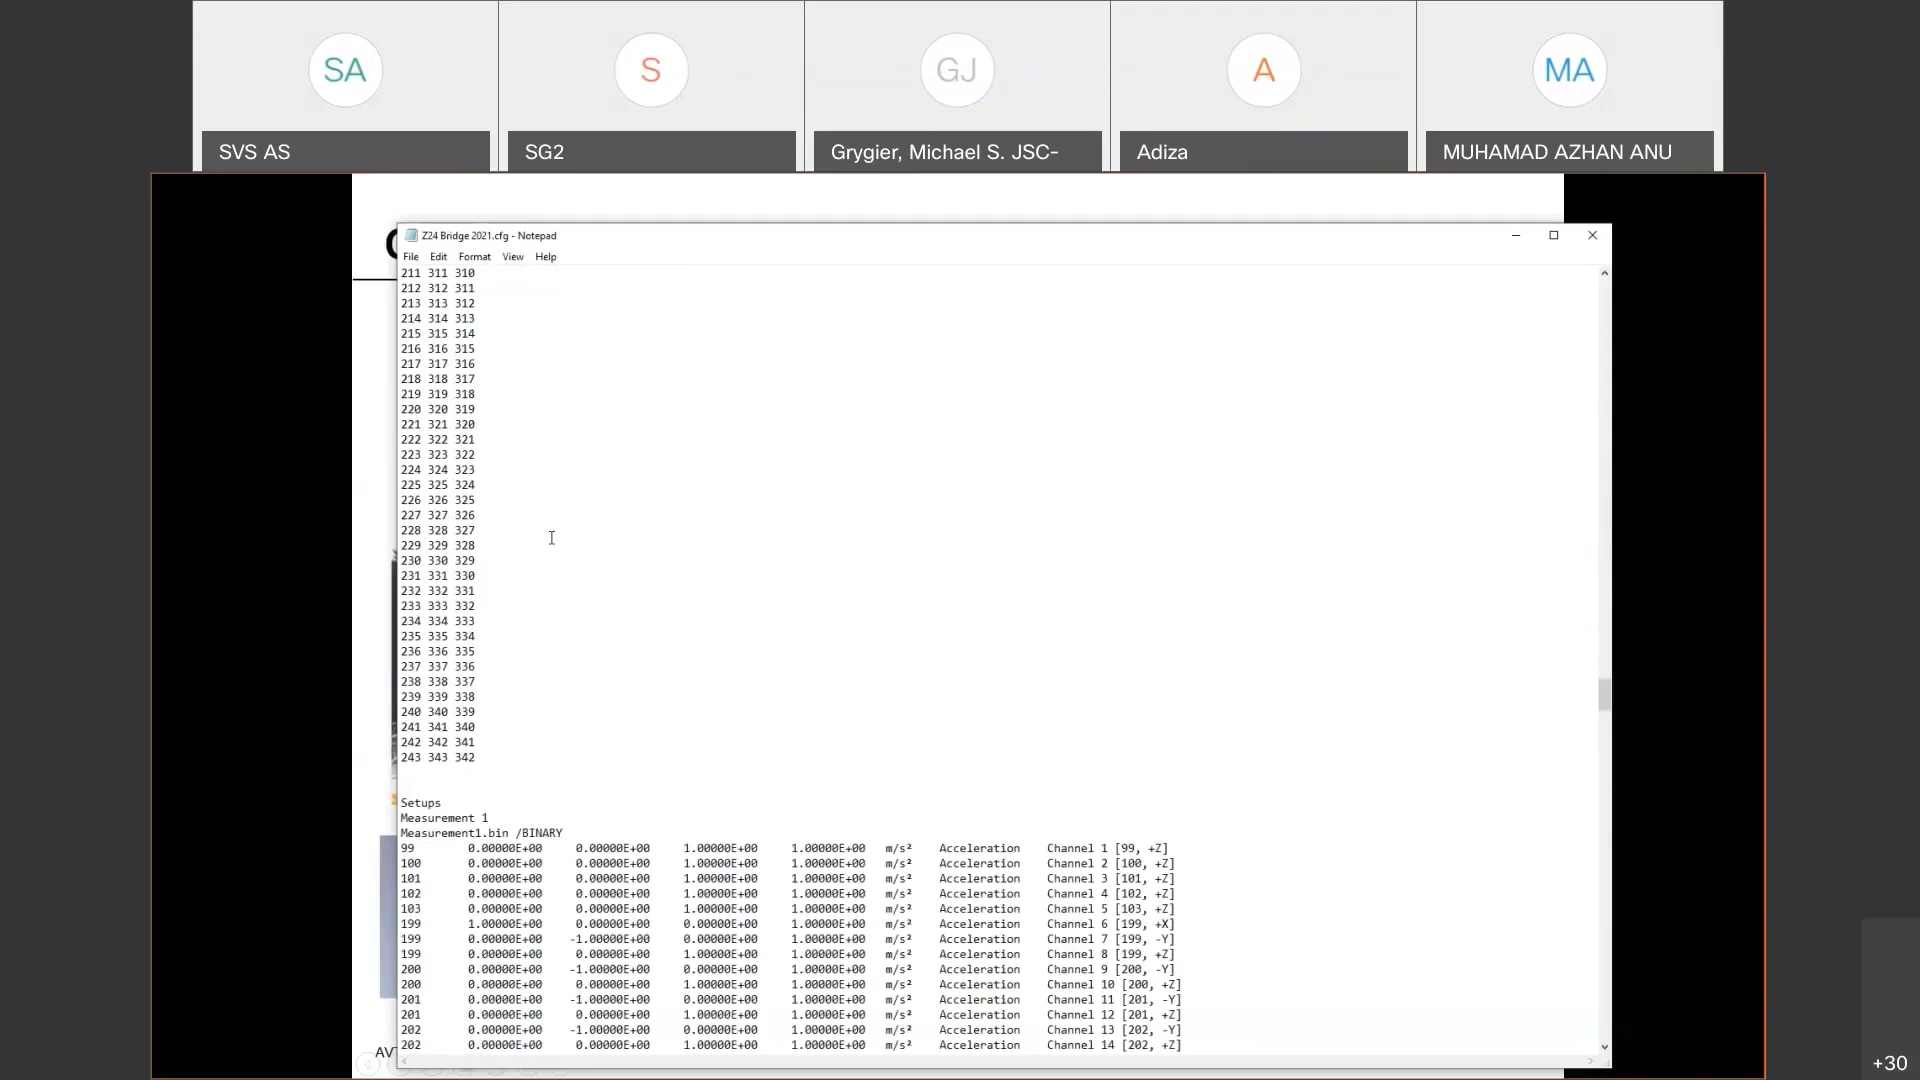 SA
S
GJ
A
MA
SVS AS
SG2
Grygier, Michael S. JSC-
Adiza
MUHAMAD AZHAN ANU
Z24 Bridge 2021.cfg - Notepad
File Edit Format View Help
211 311 310
212 312 311
213 313 312
214 314 313
215 315 314
216 316 315
217 317 316
218 318 317
219 319 318
220 320 319
221 321 320
222 322 321
223 323 322
224 324 323
225 325 324
226 326 325
227 327 326
228 328 327
229 329 328
230 330 329
231 331 330
232 332 331
233 333 332
234 334 333
235 335 334
236 336 335
237 337 336
238 338 337
239 339 338
240 340 339
241 341 340
242 342 341
243 343 342
Setups
Measurement 1
Measurement1.bin /BINARY
99 0.00000E+00 0.00000E+00 1.00000E+00 1.00000E+00 m/s² Acceleration Channel 1 [99, +Z]
100 0.00000E+00 0.00000E+00 1.00000E+00 1.00000E+00 m/s² Acceleration Channel 2 [100, +Z]
101 0.00000E+00 0.00000E+00 1.00000E+00 1.00000E+00 m/s² Acceleration Channel 3 [101, +Z]
102 0.00000E+00 0.00000E+00 1.00000E+00 1.00000E+00 m/s² Acceleration Channel 4 [102, +Z]
103 0.00000E+00 0.00000E+00 1.00000E+00 1.00000E+00 m/s² Acceleration Channel 5 [103, +Z]
199 1.00000E+00 0.00000E+00 0.00000E+00 1.00000E+00 m/s² Acceleration Channel 6 [199, +X]
199 0.00000E+00 -1.00000E+00 0.00000E+00 1.00000E+00 m/s² Acceleration Channel 7 [199, -Y]
199 0.00000E+00 0.00000E+00 1.00000E+00 1.00000E+00 m/s² Acceleration Channel 8 [199, +Z]
200 0.00000E+00 -1.00000E+00 0.00000E+00 1.00000E+00 m/s² Acceleration Channel 9 [200, -Y]
200 0.00000E+00 0.00000E+00 1.00000E+00 1.00000E+00 m/s² Acceleration Channel 10 [200, +Z]
201 0.00000E+00 -1.00000E+00 0.00000E+00 1.00000E+00 m/s² Acceleration Channel 11 [201, -Y]
201 0.00000E+00 0.00000E+00 1.00000E+00 1.00000E+00 m/s² Acceleration Channel 12 [201, +Z]
202 0.00000E+00 -1.00000E+00 0.00000E+00 1.00000E+00 m/s² Acceleration Channel 13 [202, -Y]
202 0.00000E+00 0.00000E+00 1.00000E+00 1.00000E+00 m/s² Acceleration Channel 14 [202, +Z]
+30